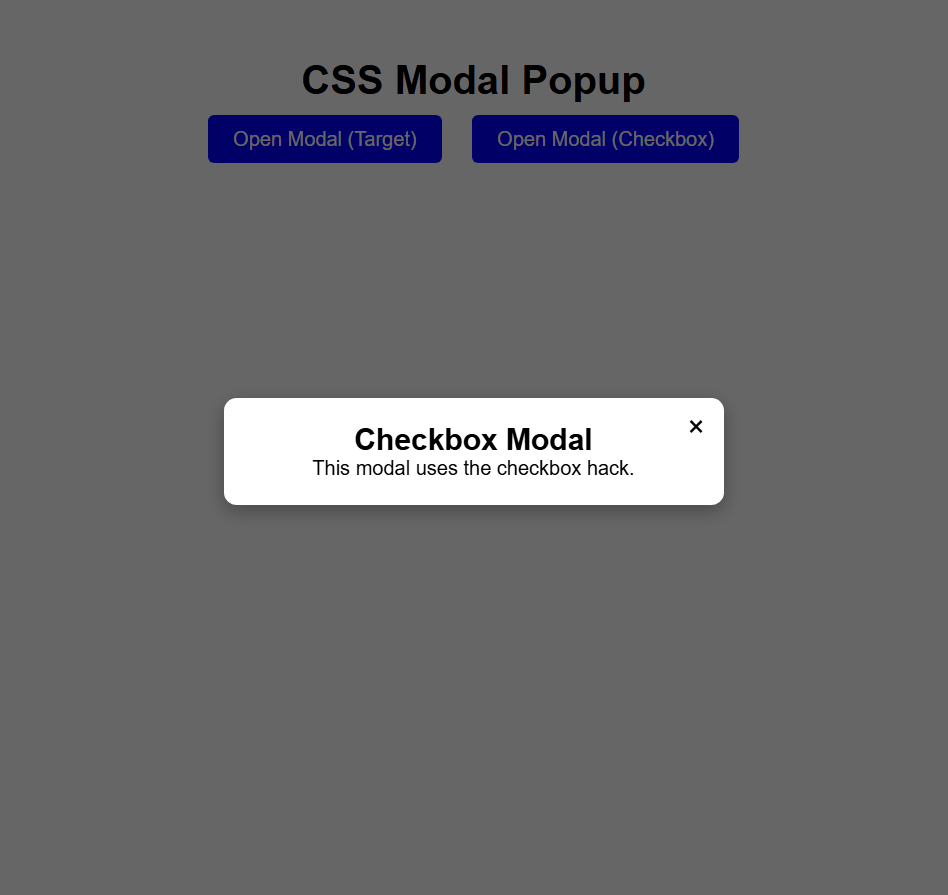 CSS Modal Popup
Open Modal (Target) Open Modal (Checkbox)
×
Checkbox Modal
This modal uses the checkbox hack.